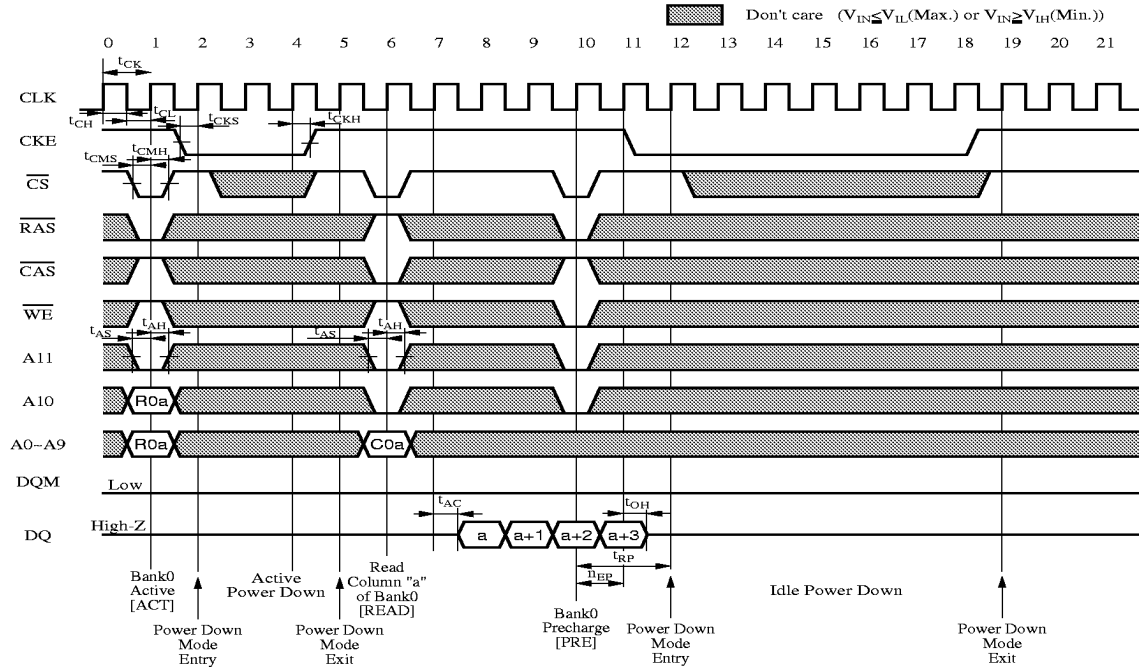 Don't care (VIN≤VIL(Max.) or VIN≥VIH(Min.))
0 1 2 3 4 5 6 7 8 9 10 11 12 13 14 15 16 17 18 19 20 21
tCK
CLK
tCH tCL tCKS tCKH
CKE
tCMS tCMH
CS
RAS
CAS
WE
tAS tAH tAS tAH
A11
A10 R0a
A0~A9 R0a C0a
DQM Low
tAC tOH
DQ High-Z a a+1 a+2 a+3
tRP
nEP
Bank0
Active
[ACT]
Power Down
Mode
Entry
Active
Power Down
Power Down
Mode
Exit
Read
Column "a"
of Bank0
[READ]
Bank0
Precharge
[PRE]
Power Down
Mode
Entry
Idle Power Down
Power Down
Mode
Exit